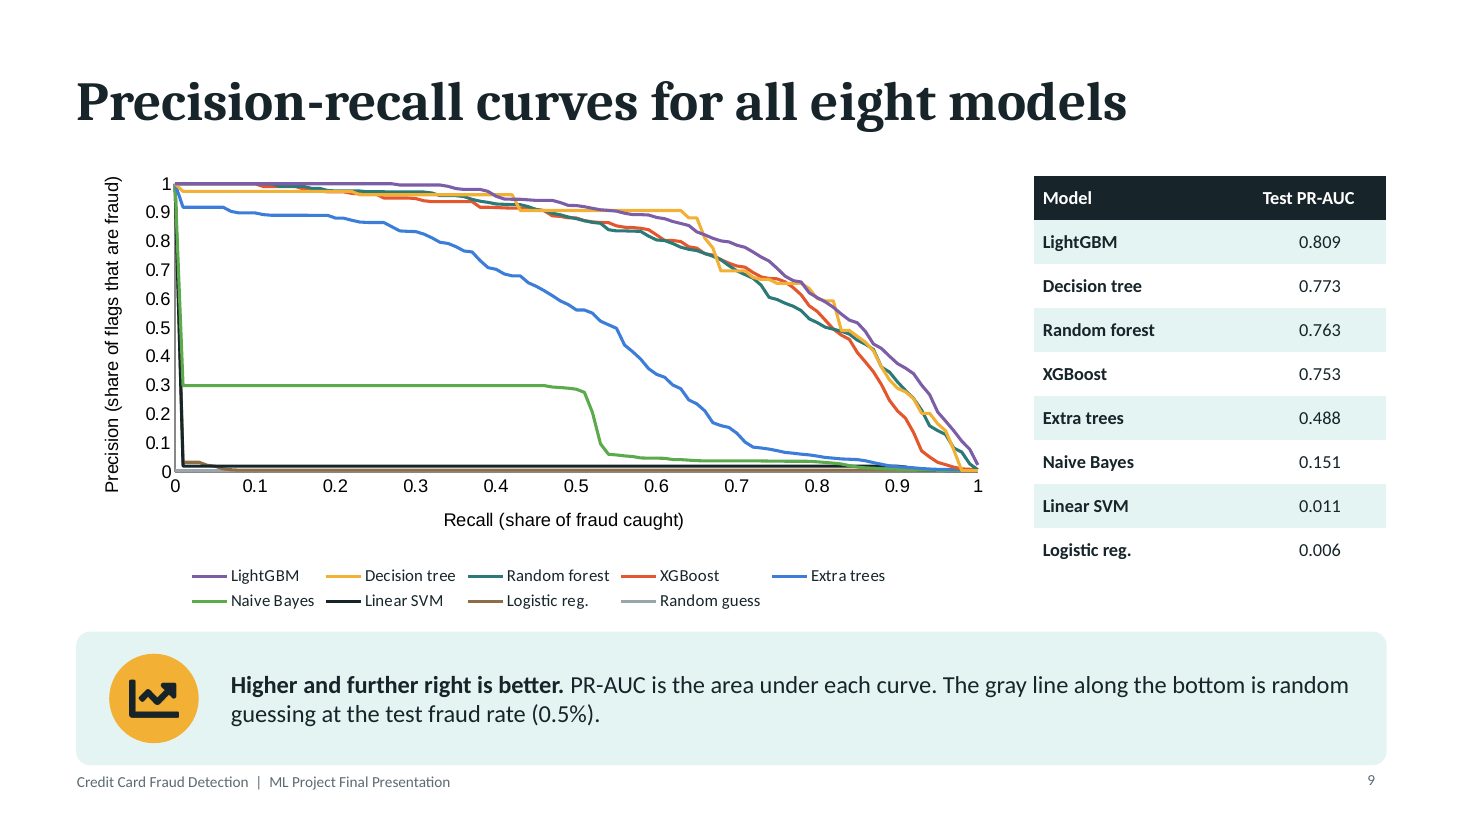 Precision-recall curves for all eight models
Precision (share of flags that are fraud)
1
0.9
0.8
0.7
0.6
0.5
0.4
0.3
0.2
0.1
0
0 0.1 0.2 0.3 0.4 0.5 0.6 0.7 0.8 0.9 1
Recall (share of fraud caught)
LightGBM Decision tree Random forest XGBoost Extra trees
Naive Bayes Linear SVM Logistic reg. Random guess
Model Test PR-AUC
LightGBM 0.809
Decision tree 0.773
Random forest 0.763
XGBoost 0.753
Extra trees 0.488
Naive Bayes 0.151
Linear SVM 0.011
Logistic reg. 0.006
Higher and further right is better. PR-AUC is the area under each curve. The gray line along the bottom is random
guessing at the test fraud rate (0.5%).
Credit Card Fraud Detection | ML Project Final Presentation
9